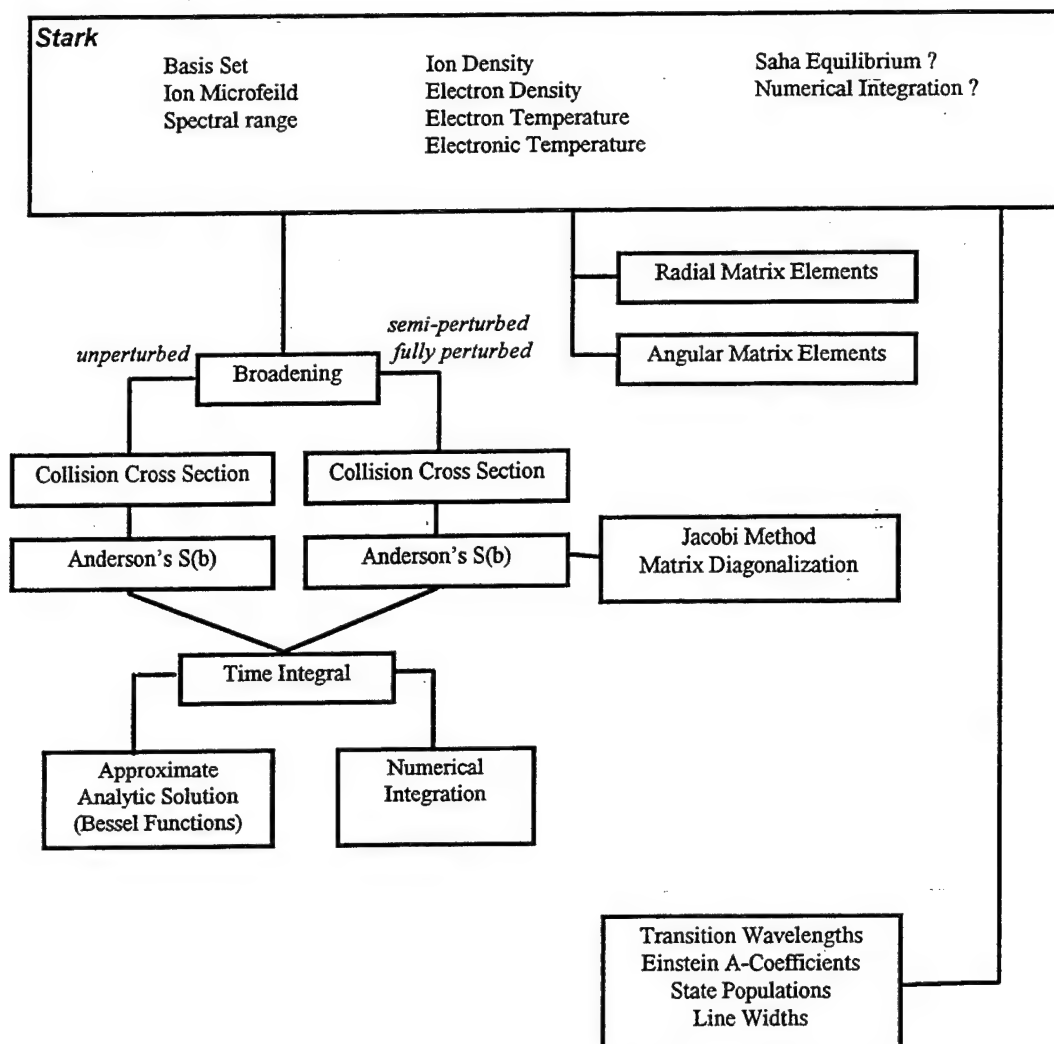 Stark
Basis Set
Ion Microfeild
Spectral range
Ion Density
Electron Density
Electron Temperature
Electronic Temperature
Saha Equilibrium ?
Numerical Integration ?
Radial Matrix Elements
Angular Matrix Elements
unperturbed
semi-perturbed
fully perturbed
Broadening
Collision Cross Section
Collision Cross Section
Anderson's S(b)
Anderson's S(b)
Jacobi Method
Matrix Diagonalization
Time Integral
Approximate
Analytic Solution
(Bessel Functions)
Numerical
Integration
Transition Wavelengths
Einstein A-Coefficients
State Populations
Line Widths